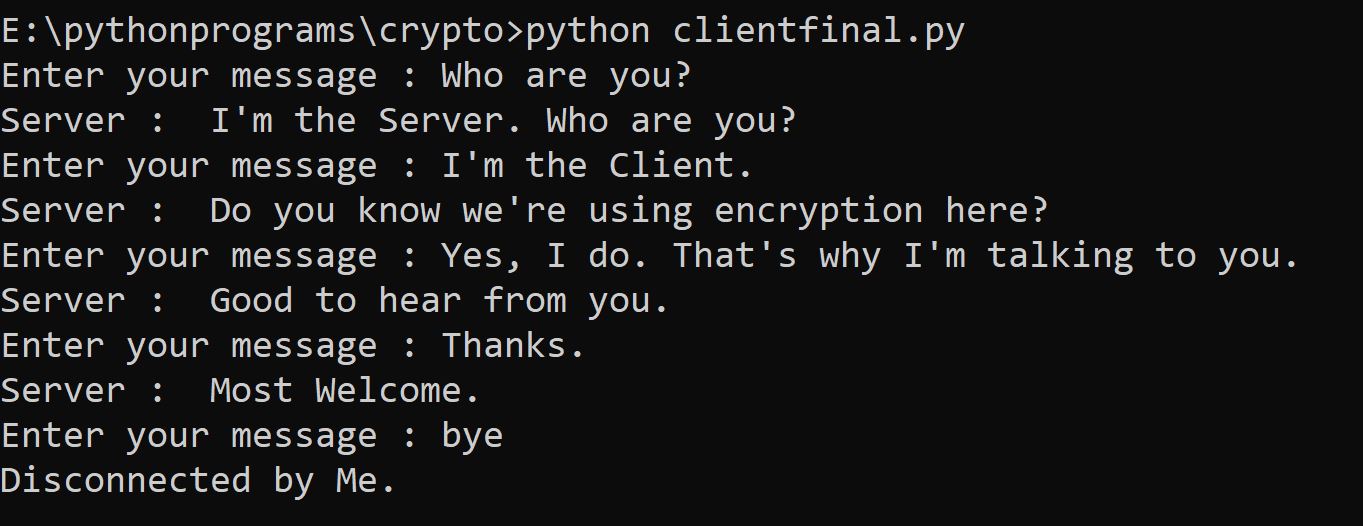 E:\pythonprograms\crypto>python clientfinal.py
Enter your message : Who are you?
Server :  I'm the Server. Who are you?
Enter your message : I'm the Client.
Server :  Do you know we're using encryption here?
Enter your message : Yes, I do. That's why I'm talking to you.
Server :  Good to hear from you.
Enter your message : Thanks.
Server :  Most Welcome.
Enter your message : bye
Disconnected by Me.